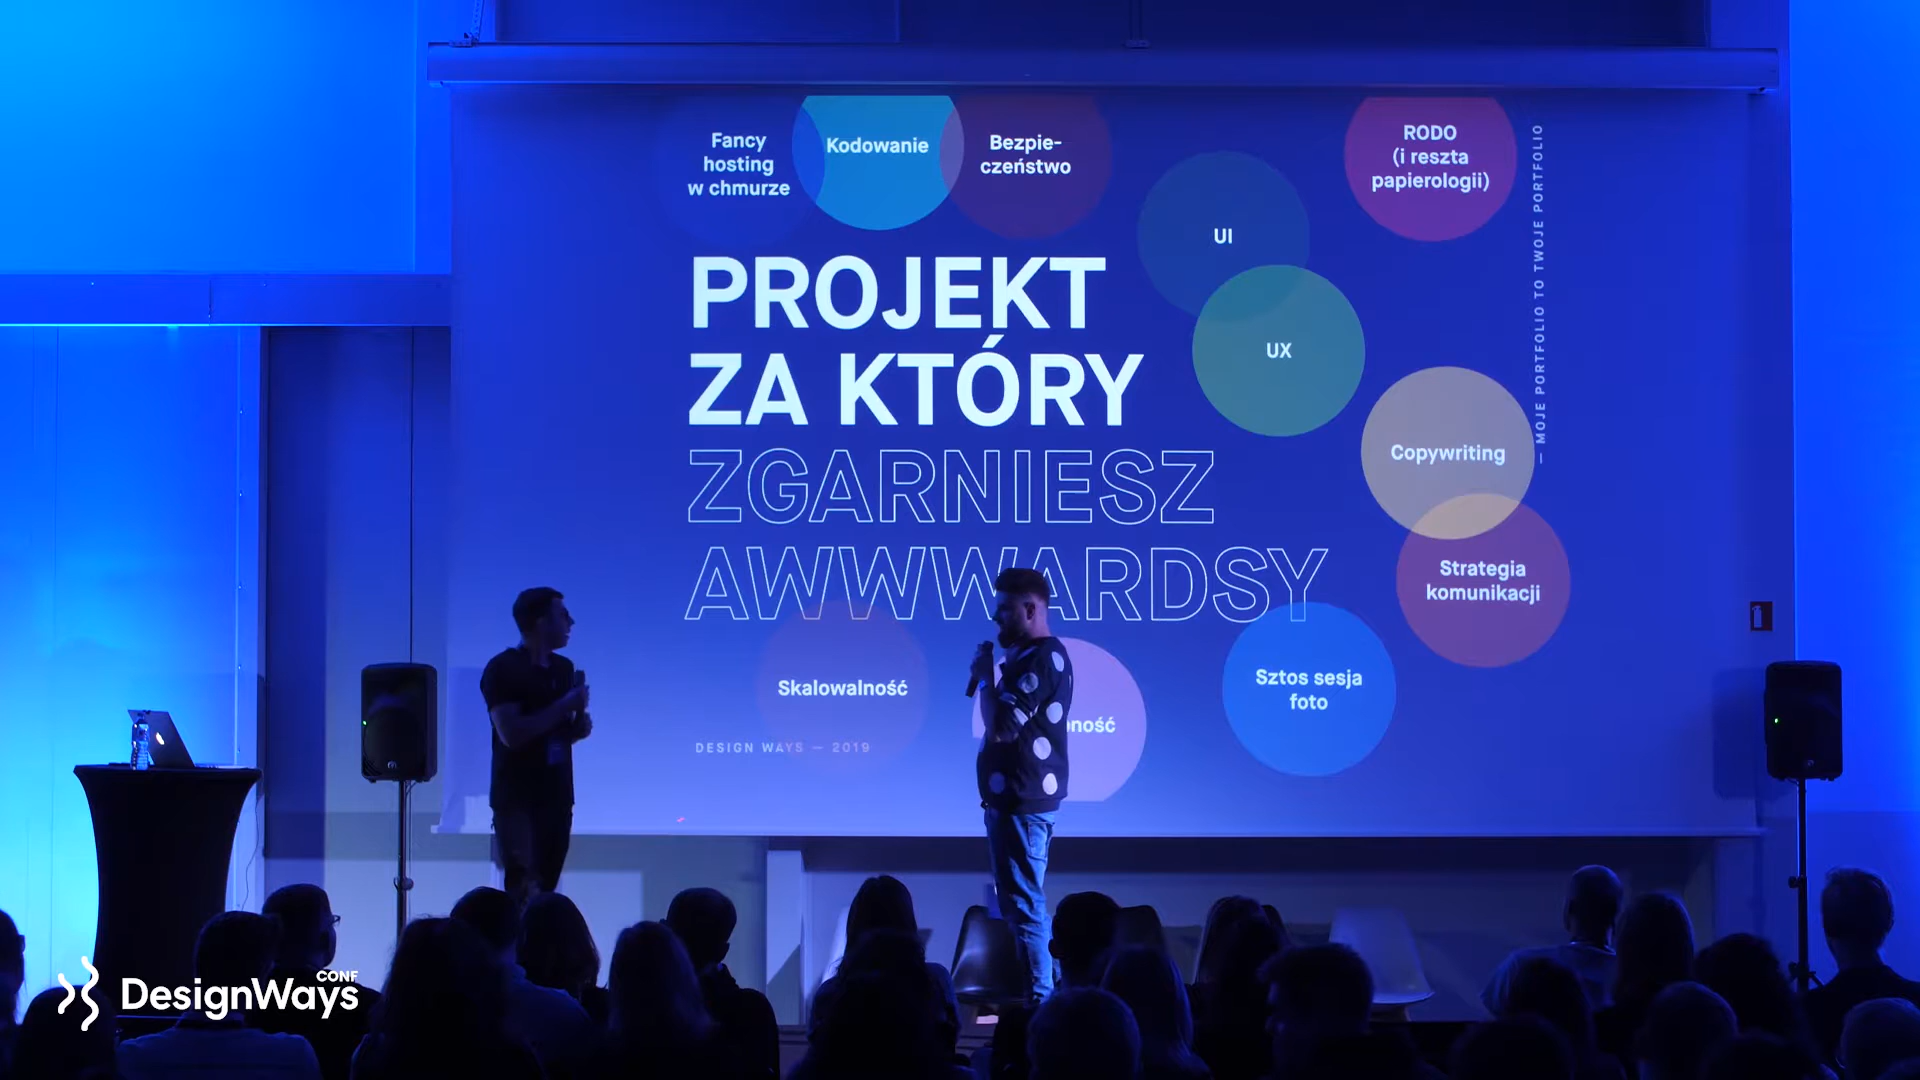 Fancy
hosting
w chmurze
Kodowanie
Bezpie-
czeństwo
UI
RODO
(i reszta
papierologii)
— MOJE PORTFOLIO TO TWOJE PORTFOLIO
PROJEKT
ZA KTÓRY
ZGARNIESZ
AWWWARDSY
UX
Copywriting
Strategia
komunikacji
Skalowalność
Sztos sesja
foto
DESIGN WAYS — 2019
DesignWays
CONF